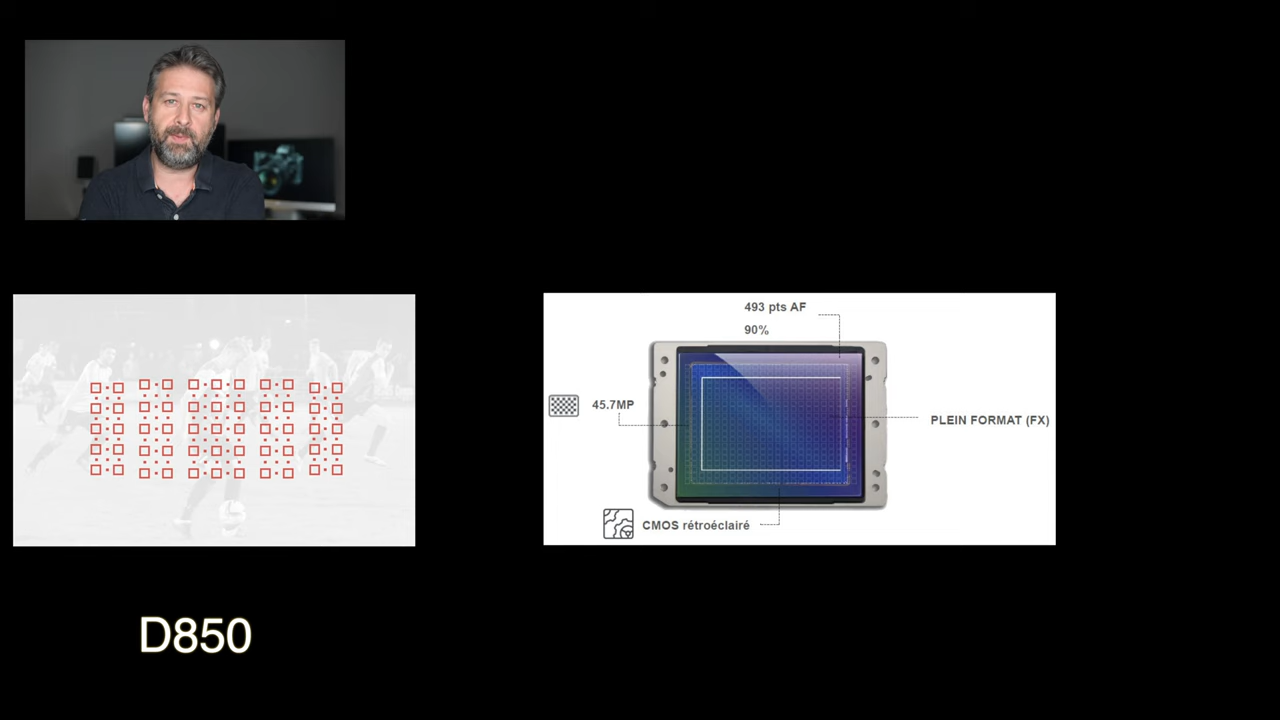 493 pts AF
90%
45.7MP
PLEIN FORMAT (FX)
CMOS rétroéclairé
D850